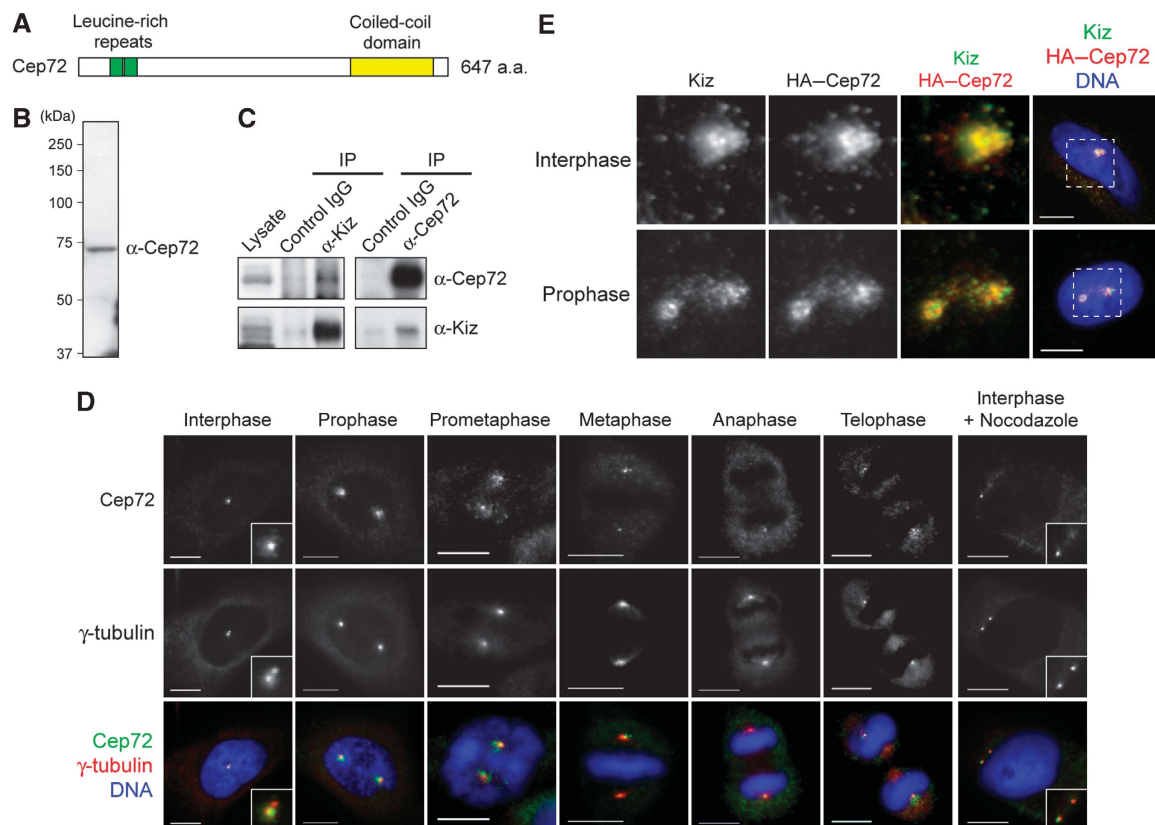 A
Leucine-rich repeats
Coiled-coil domain
Cep72
647 a.a.
B
(kDa)
250
150
100
75
50
37
α-Cep72
C
IP
IP
Lysate
Control IgG
α-Kiz
Control IgG
α-Cep72
α-Cep72
α-Kiz
E
Kiz
HA–Cep72
Kiz
HA–Cep72
Kiz
HA–Cep72
DNA
Interphase
Prophase
D
Interphase
Prophase
Prometaphase
Metaphase
Anaphase
Telophase
Interphase
+ Nocodazole
Cep72
γ-tubulin
Cep72
γ-tubulin
DNA